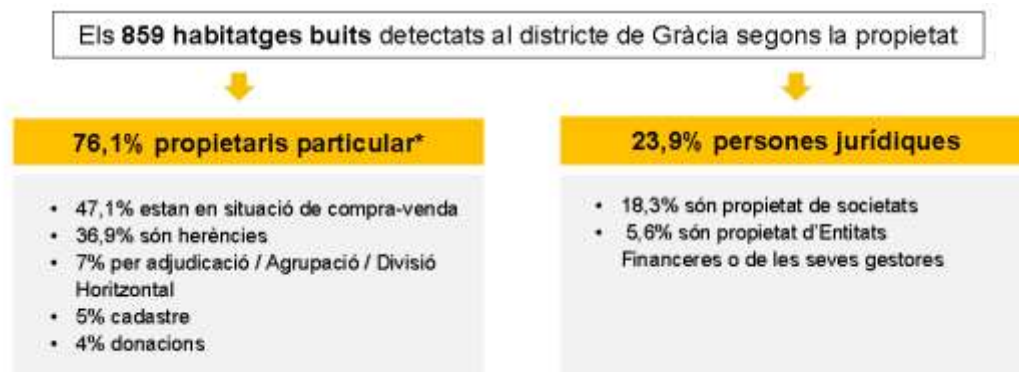 Els 859 habitatges buits detectats al districte de Gràcia segons la propietat
76,1% propietaris particular*
• 47,1% estan en situació de compra-venda
• 36,9% són herències
• 7% per adjudicació / Agrupació / Divisió
Horitzontal
• 5% cadastre
• 4% donacions
23,9% persones jurídiques
• 18,3% són propietat de societats
• 5,6% són propietat d'Entitats
Financeres o de les seves gestores